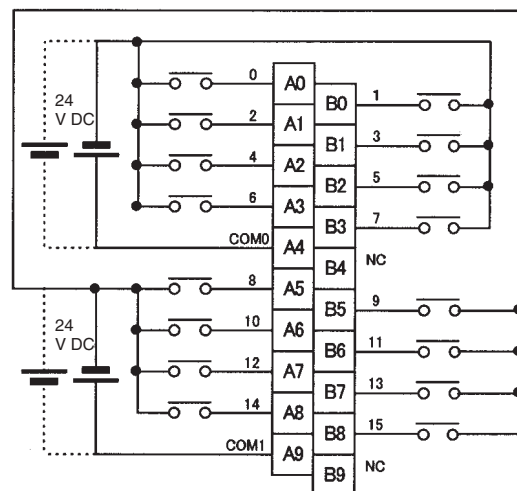 0 A0
B0 1
24
V DC
2 A1
B1 3
4 A2
B2 5
6 A3
B3 7
COM0 A4
B4 NC
8 A5
B5 9
24
V DC
10 A6
B6 11
12 A7
B7 13
14 A8
B8 15
COM1 A9
B9 NC